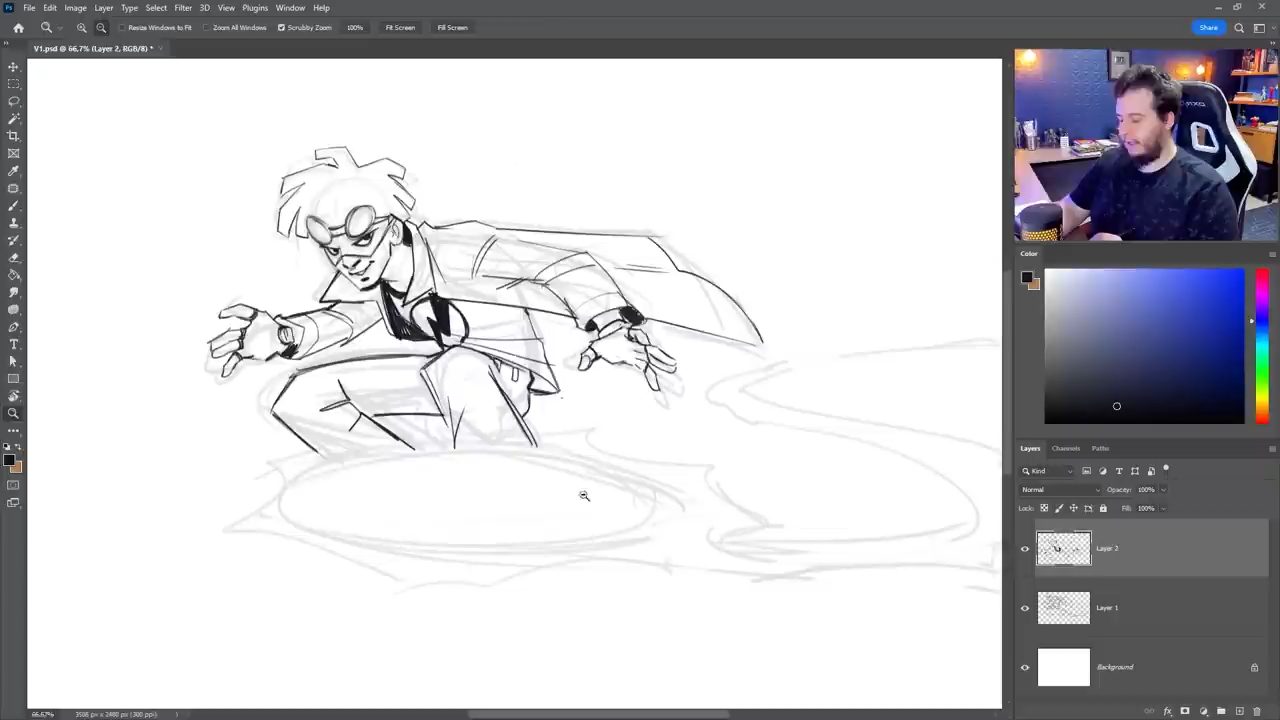 Ps File Edit Image Layer Type Select Filter 3D View Plugins Window Help
Resize Windows to Fit Zoom All Windows Scrubby Zoom 100% Fit Screen Fill Screen Share
V1.psd @ 66,7% (Layer 2, RGB/8) *
Color
Layers Channels Paths
Kind
Normal Opacity: 100%
Lock: Fill: 100%
Layer 2
Layer 1
Background
66,67% 3508 px x 2480 px (300 ppi)